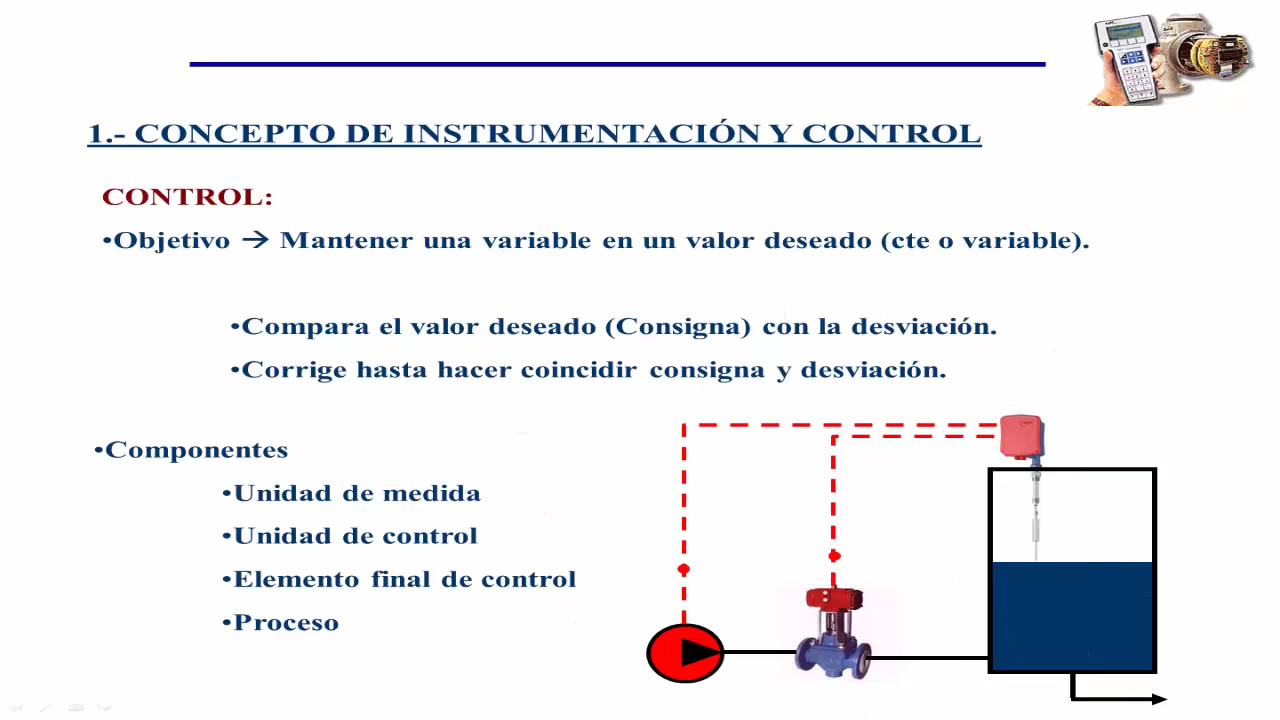 1.- CONCEPTO DE INSTRUMENTACIÓN Y CONTROL
CONTROL:
•Objetivo → Mantener una variable en un valor deseado (cte o variable).
•Compara el valor deseado (Consigna) con la desviación.
•Corrige hasta hacer coincidir consigna y desviación.
•Componentes
•Unidad de medida
•Unidad de control
•Elemento final de control
•Proceso